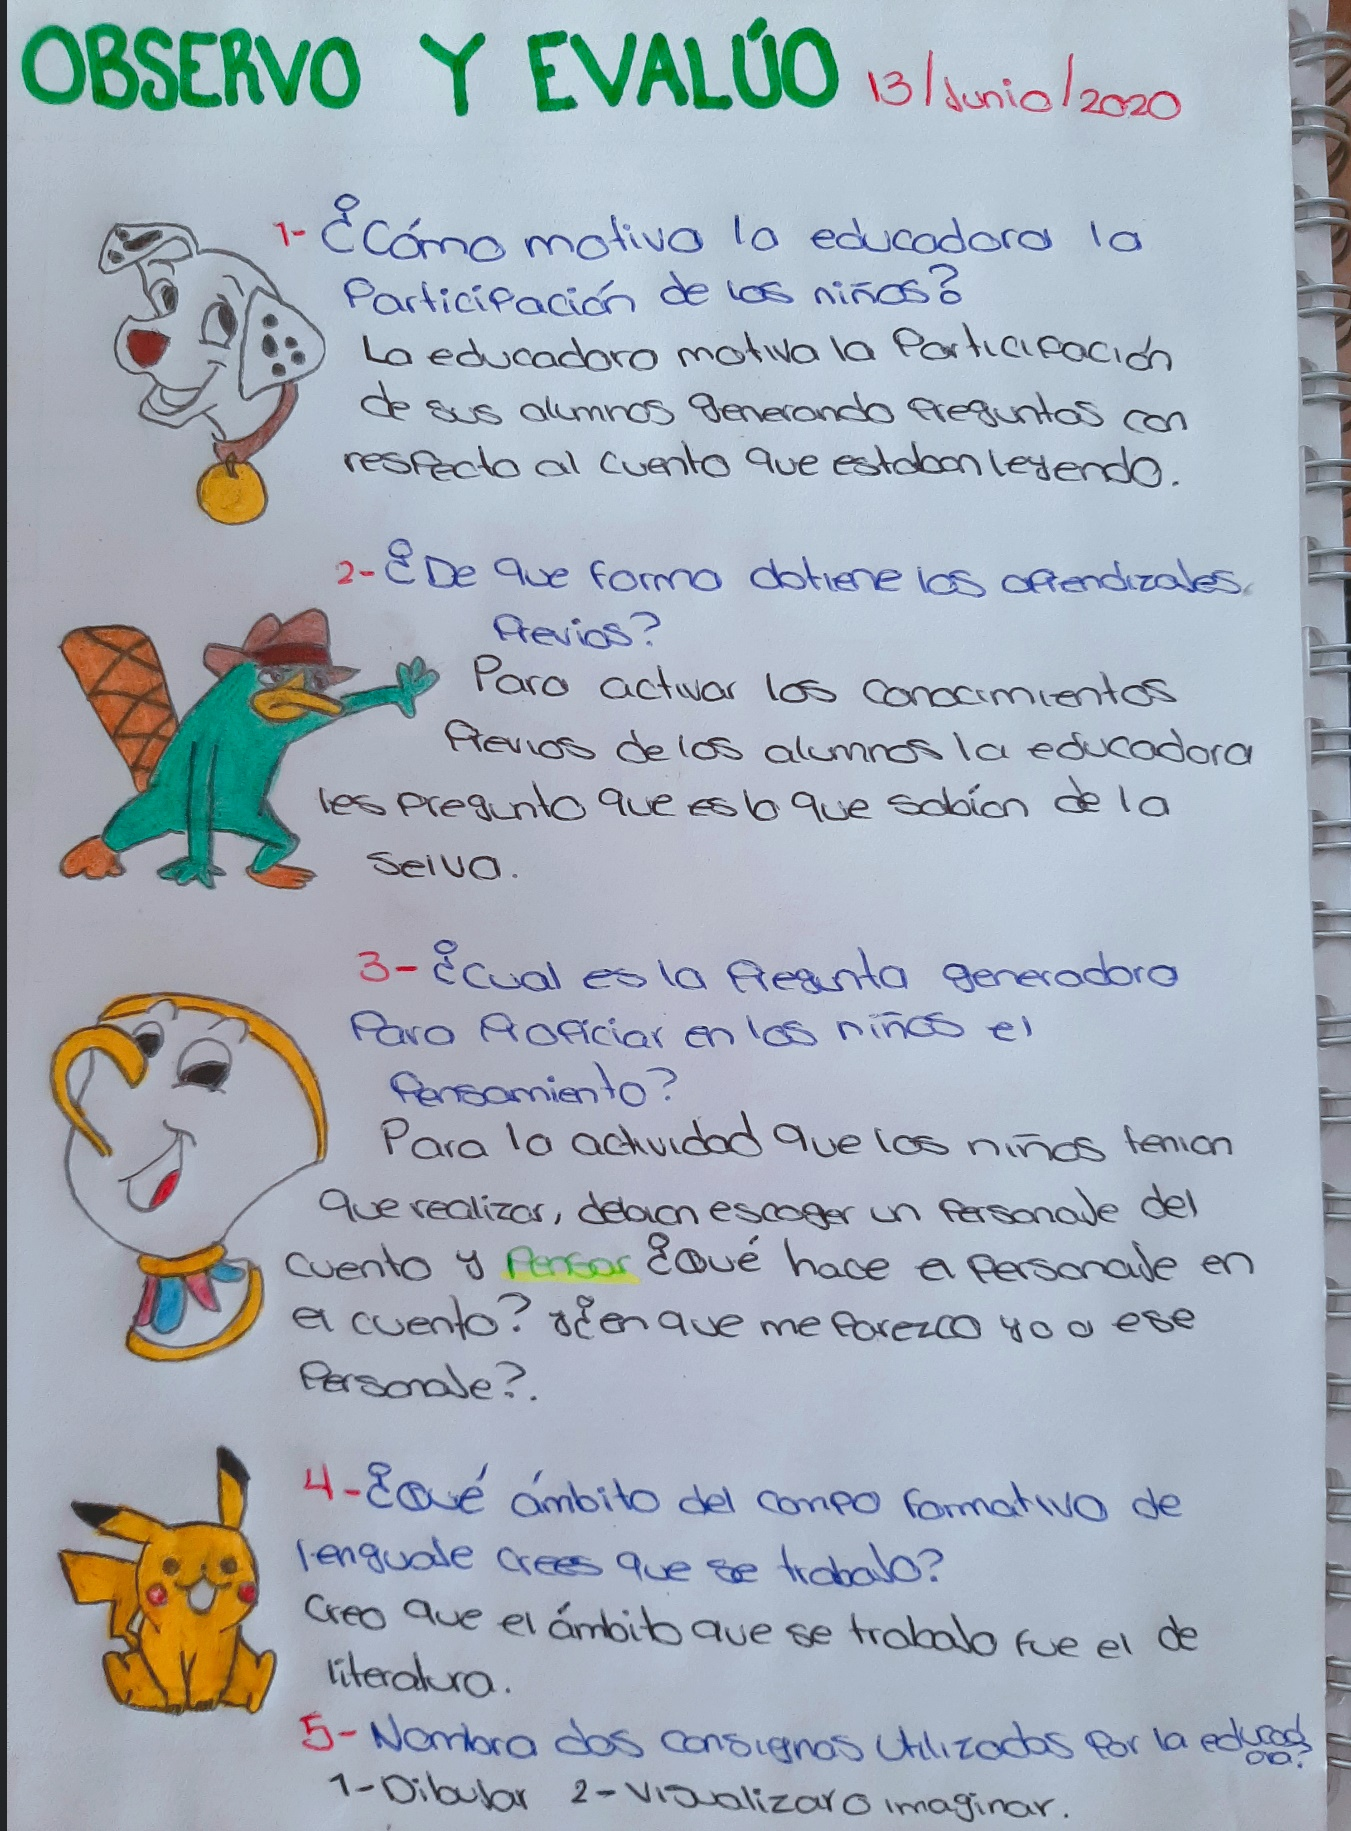 OBSERVO Y EVALÚO 13/Junio/2020
1- ¿Cómo motiva la educadora la
Participación de los niños?
La educadora motiva la Participación
de sus alumnos generando Preguntas con
respecto al cuento que estaban leyendo.
2- ¿De que forma obtiene los aprendizajes
Previos?
Para activar los conocimientos
Previos de los alumnos la educadora
les pregunto que es lo que sabían de la
selva.
3- ¿Cual es la Pregunta generadora
Para Propiciar en los niños el
Pensamiento?
Para la actividad que los niños tenian
que realizar, debian escoger un Personaje del
cuento y Pensar ¿Qué hace el Personaje en
el cuento? y ¿en que me Parezco yo a ese
Personaje?.
4- ¿Qué ámbito del campo formativo de
lenguaje crees que se trabajo?
Creo que el ámbito que se trabajo fue el de
literatura.
5- Nombra dos consignas utilizadas Por la educad
ora?
1- Dibujar 2- Visualizar o imaginar.